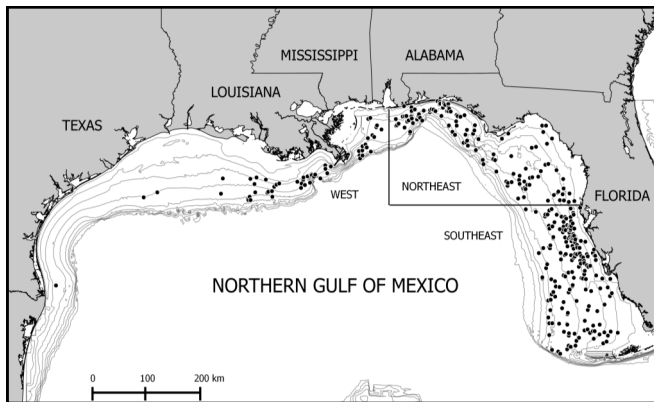 MISSISSIPPI
ALABAMA
LOUISIANA
TEXAS
WEST
NORTHEAST
FLORIDA
SOUTHEAST
NORTHERN GULF OF MEXICO
0 100 200 km